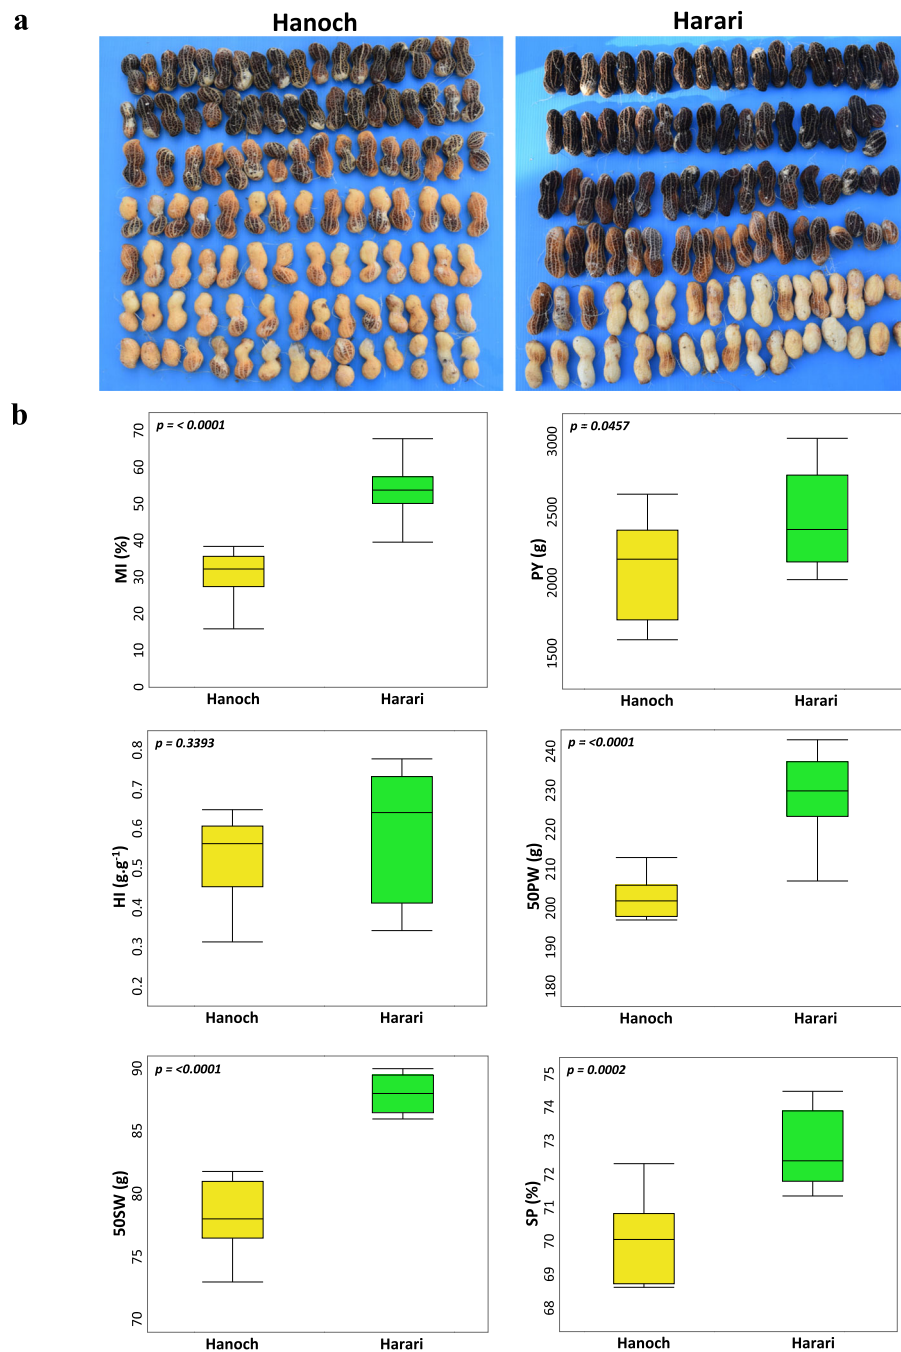 a
Hanoch
Harari
b
p = < 0.0001
MI (%)
70
60
50
40
30
20
10
0
Hanoch
Harari
p = 0.0457
PY (g)
3000
2500
2000
1500
Hanoch
Harari
p = 0.3393
HI (g.g-1)
0.8
0.7
0.6
0.5
0.4
0.3
0.2
Hanoch
Harari
p = <0.0001
50PW (g)
240
230
220
210
200
190
180
Hanoch
Harari
p = <0.0001
50SW (g)
90
85
80
75
70
Hanoch
Harari
p = 0.0002
SP (%)
75
74
73
72
71
70
69
68
Hanoch
Harari